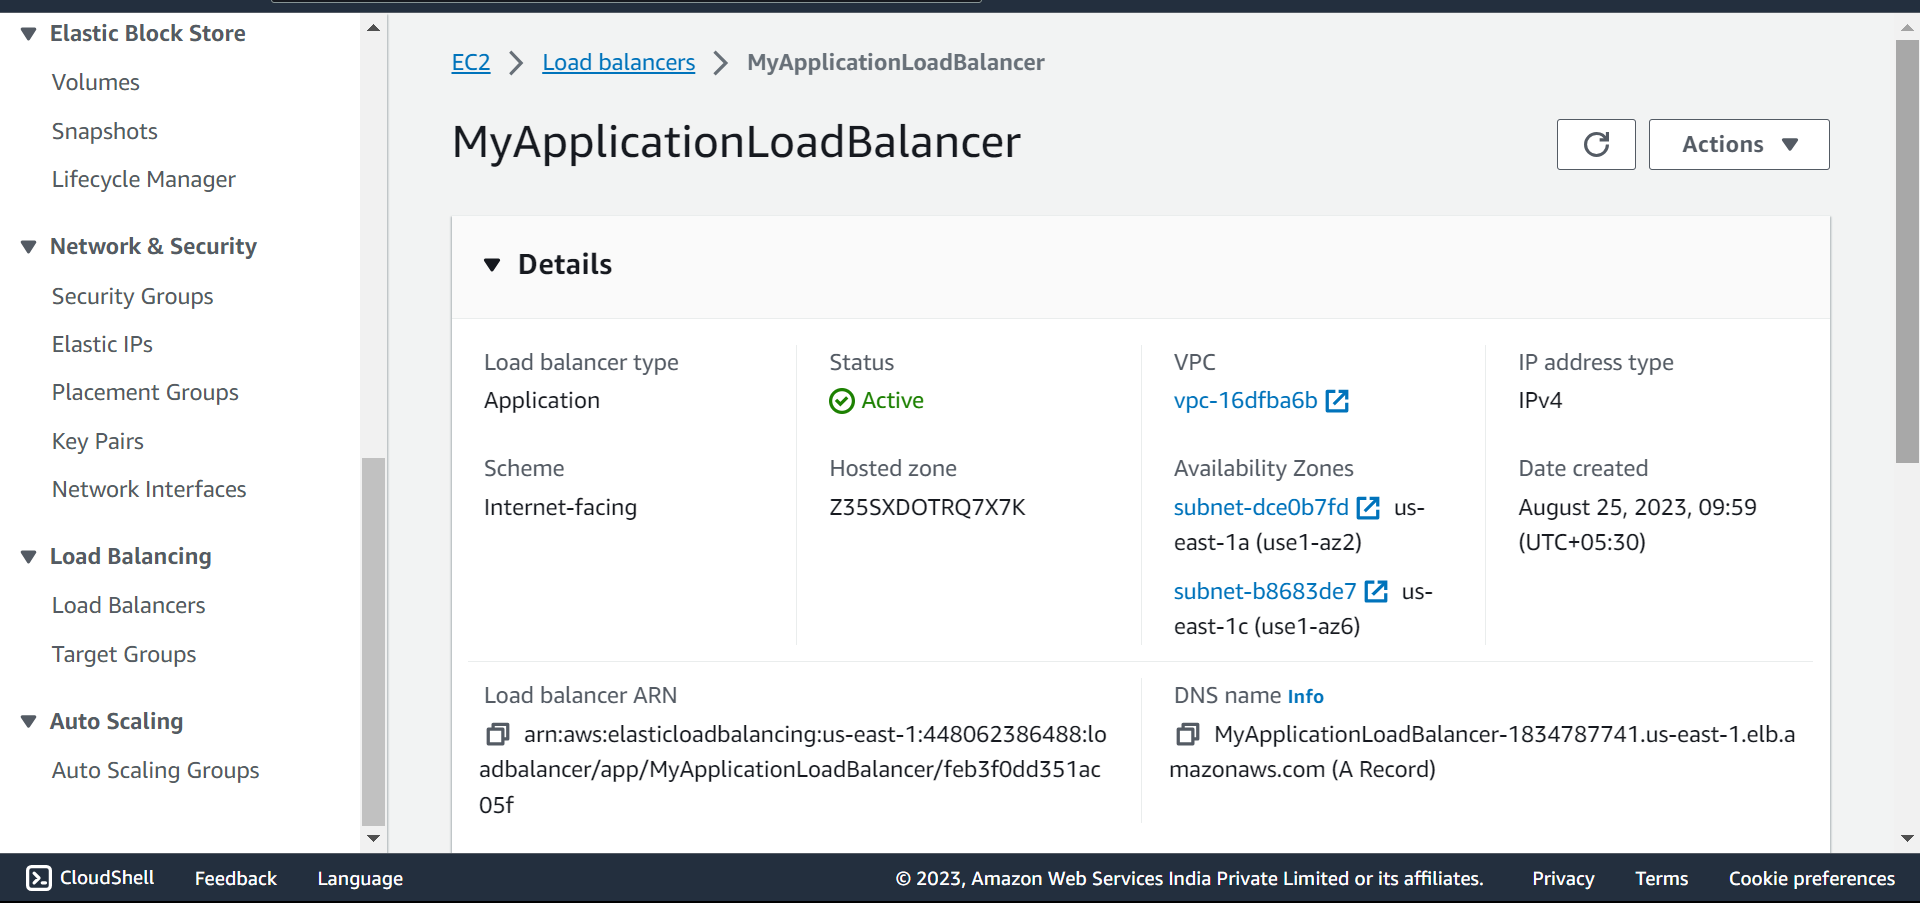 Elastic Block Store
Volumes
Snapshots
Lifecycle Manager
Network & Security
Security Groups
Elastic IPs
Placement Groups
Key Pairs
Network Interfaces
Load Balancing
Load Balancers
Target Groups
Auto Scaling
Auto Scaling Groups
EC2 Load balancers MyApplicationLoadBalancer
MyApplicationLoadBalancer
Actions
Details
Load balancer type
Application
Status
Active
VPC
vpc-16dfba6b
IP address type
IPv4
Scheme
Internet-facing
Hosted zone
Z35SXDOTRQ7X7K
Availability Zones
subnet-dce0b7fd us-
east-1a (use1-az2)
subnet-b8683de7 us-
east-1c (use1-az6)
Date created
August 25, 2023, 09:59
(UTC+05:30)
Load balancer ARN
arn:aws:elasticloadbalancing:us-east-1:448062386488:lo
adbalancer/app/MyApplicationLoadBalancer/feb3f0dd351ac
05f
DNS name Info
MyApplicationLoadBalancer-1834787741.us-east-1.elb.a
mazonaws.com (A Record)
CloudShell Feedback Language © 2023, Amazon Web Services India Private Limited or its affiliates. Privacy Terms Cookie preferences